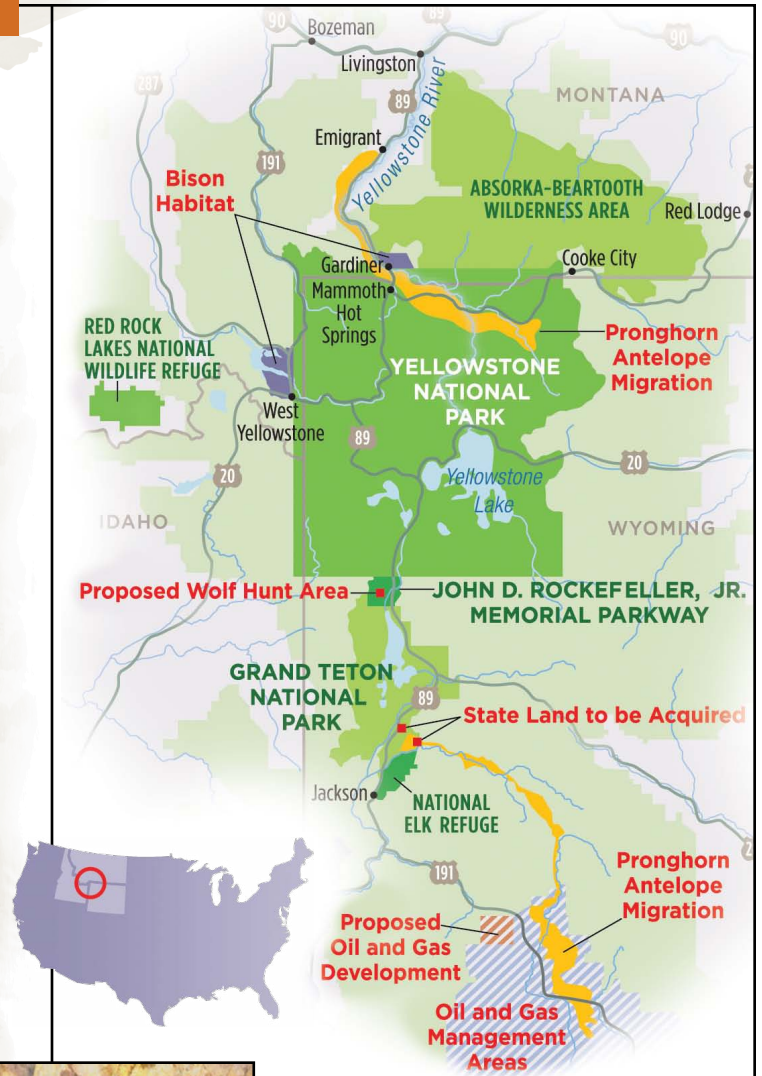 90
89
Bozeman
90
Livingston
287
MONTANA
89
Yellowstone River
Emigrant
191
Bison
Habitat
ABSORKA-BEARTOOTH
WILDERNESS AREA
Red Lodge
Gardiner
Cooke City
Mammoth
Hot
Springs
RED ROCK
LAKES NATIONAL
WILDLIFE REFUGE
Pronghorn
Antelope
Migration
YELLOWSTONE
NATIONAL
PARK
West
Yellowstone
89
20
20
Yellowstone
Lake
IDAHO
WYOMING
Proposed Wolf Hunt Area
JOHN D. ROCKEFELLER, JR.
MEMORIAL PARKWAY
GRAND TETON
NATIONAL
PARK
89
State Land to be Acquired
Jackson
NATIONAL
ELK REFUGE
191
Pronghorn
Antelope
Migration
Proposed
Oil and Gas
Development
Oil and Gas
Management
Areas